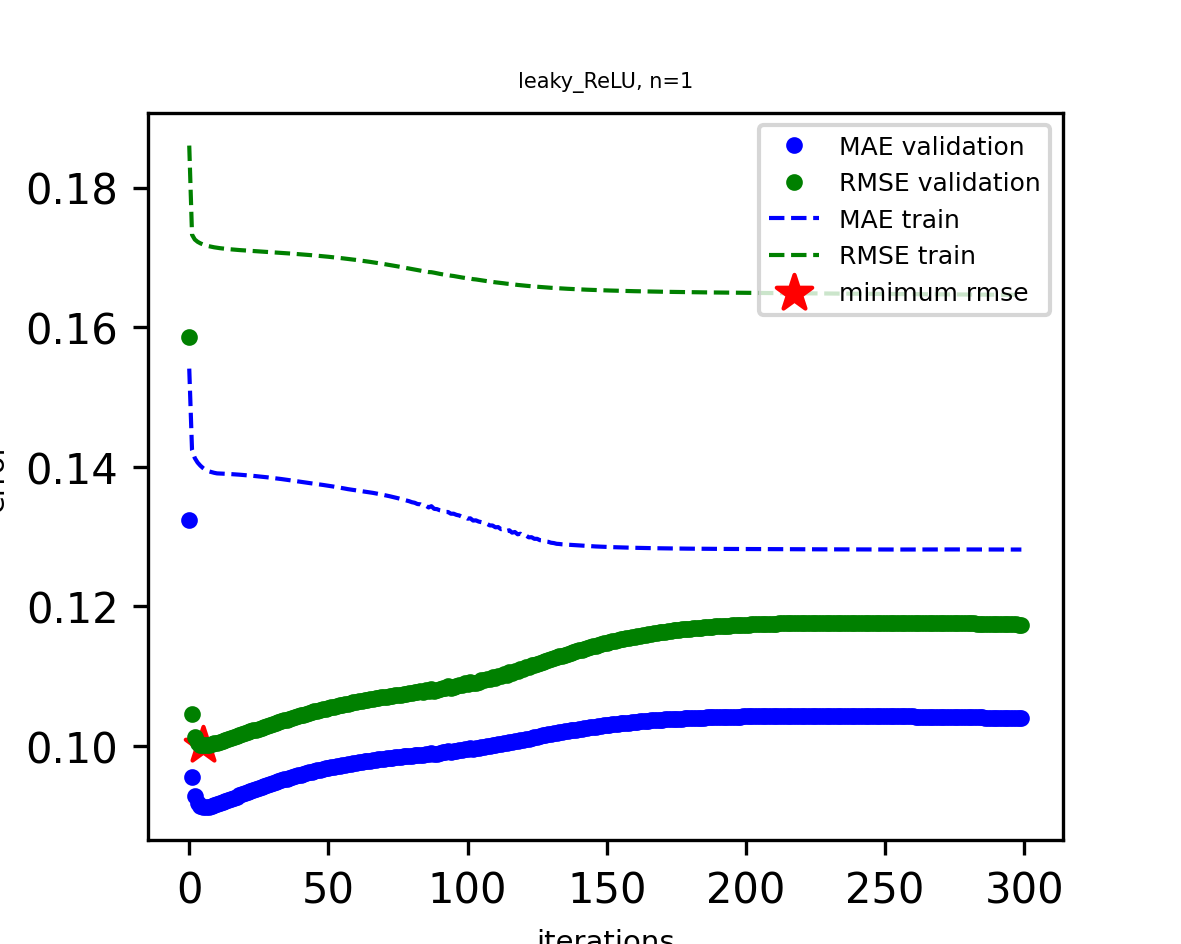 leaky_ReLU, n=1
MAE validation
RMSE validation
MAE train
RMSE train
minimum rmse
0.18
0.16
0.14
0.12
0.10
0 50 100 150 200 250 300
iterations